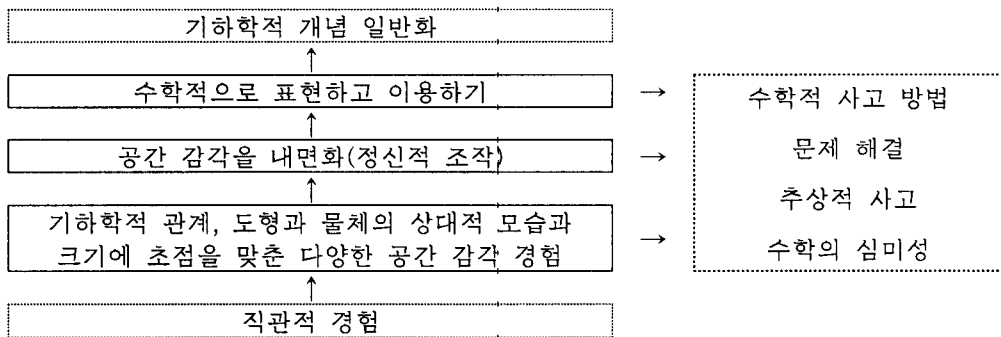 기하학적 개념 일반화
↑
수학적으로 표현하고 이용하기 →
↑
공간 감각을 내면화(정신적 조작) →
↑
기하학적 관계, 도형과 물체의 상대적 모습과
크기에 초점을 맞춘 다양한 공간 감각 경험 →
↑
직관적 경험
수학적 사고 방법
문제 해결
추상적 사고
수학의 심미성